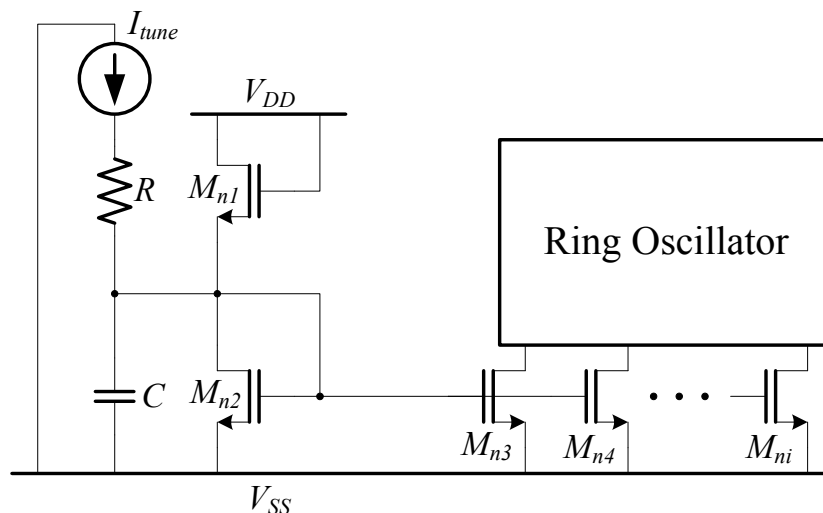 I_tune
V_DD
R
M_n1
Ring Oscillator
C
M_n2
M_n3
M_n4
M_ni
V_SS